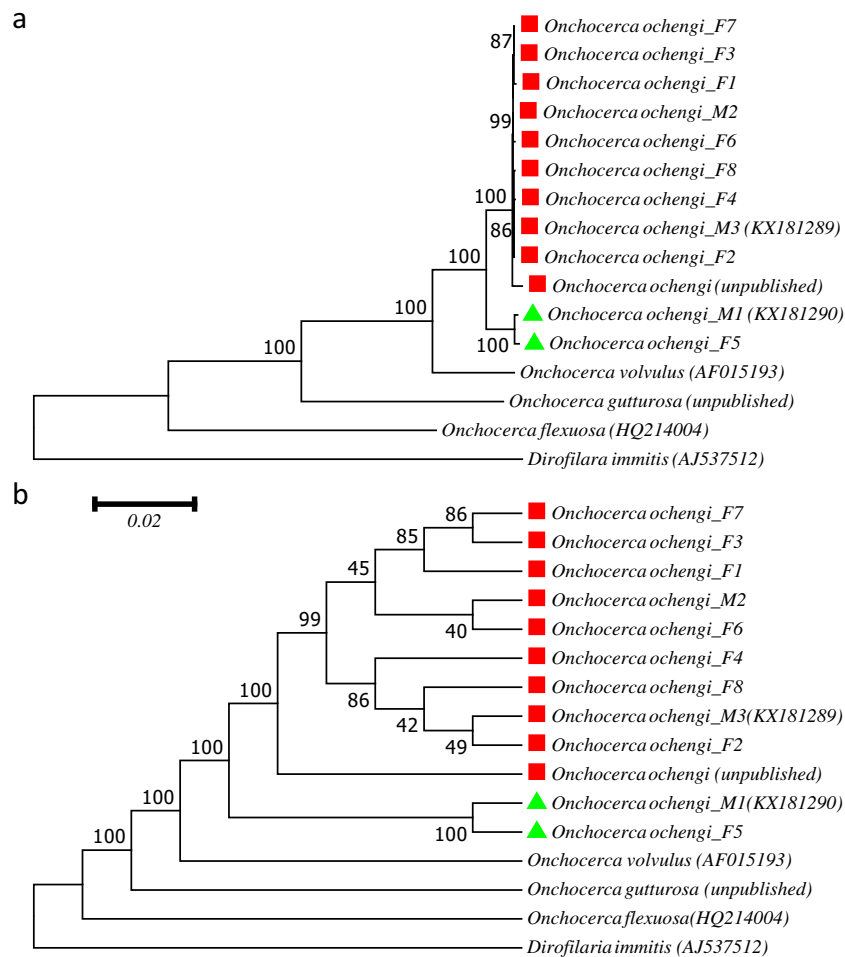 a
87
Onchocerca ochengi_F7
Onchocerca ochengi_F3
Onchocerca ochengi_F1
Onchocerca ochengi_M2
99
Onchocerca ochengi_F6
Onchocerca ochengi_F8
100
Onchocerca ochengi_F4
86
Onchocerca ochengi_M3 (KX181289)
Onchocerca ochengi_F2
100
Onchocerca ochengi (unpublished)
Onchocerca ochengi_M1 (KX181290)
100
100
100
Onchocerca ochengi_F5
Onchocerca volvulus (AF015193)
Onchocerca gutturosa (unpublished)
Onchocerca flexuosa (HQ214004)
Dirofilara immitis (AJ537512)
b
0.02
86
Onchocerca ochengi_F7
85
Onchocerca ochengi_F3
45
Onchocerca ochengi_F1
99
Onchocerca ochengi_M2
40
Onchocerca ochengi_F6
Onchocerca ochengi_F4
100
86
Onchocerca ochengi_F8
42
Onchocerca ochengi_M3(KX181289)
49
Onchocerca ochengi_F2
100
Onchocerca ochengi (unpublished)
100
Onchocerca ochengi_M1(KX181290)
100
100
Onchocerca ochengi_F5
Onchocerca volvulus (AF015193)
Onchocerca gutturosa (unpublished)
Onchocerca flexuosa(HQ214004)
Dirofilaria immitis (AJ537512)